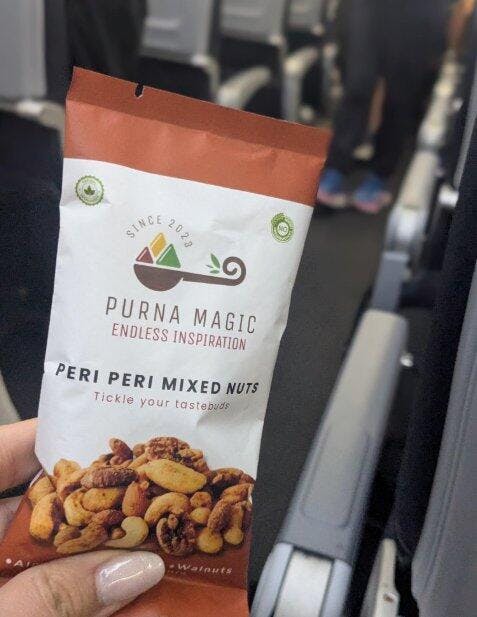 SINCE 2023
PURNA MAGIC
ENDLESS INSPIRATION
PERI PERI MIXED NUTS
Tickle your tastebuds
•Walnuts